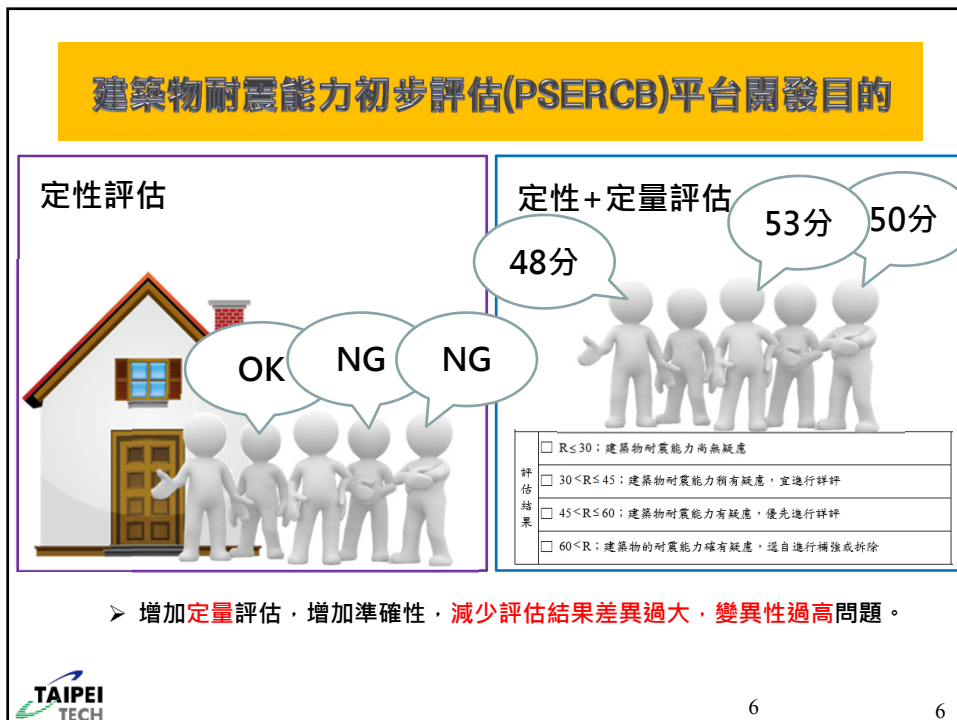 建築物耐震能力初步評估(PSERCB)平台開發目的
定性評估
OK
NG
NG
定性+定量評估
48分
53分
50分
評估結果
□ R≤30；建築物耐震能力尚無疑慮
□ 30<R≤45；建築物耐震能力稍有疑慮，宜進行詳評
□ 45<R≤60；建築物耐震能力有疑慮，優先進行詳評
□ 60<R；建築物的耐震能力確有疑慮，逕自進行補強或拆除
➢ 增加定量評估，增加準確性，減少評估結果差異過大，變異性過高問題。
TAIPEI
TECH
6
6